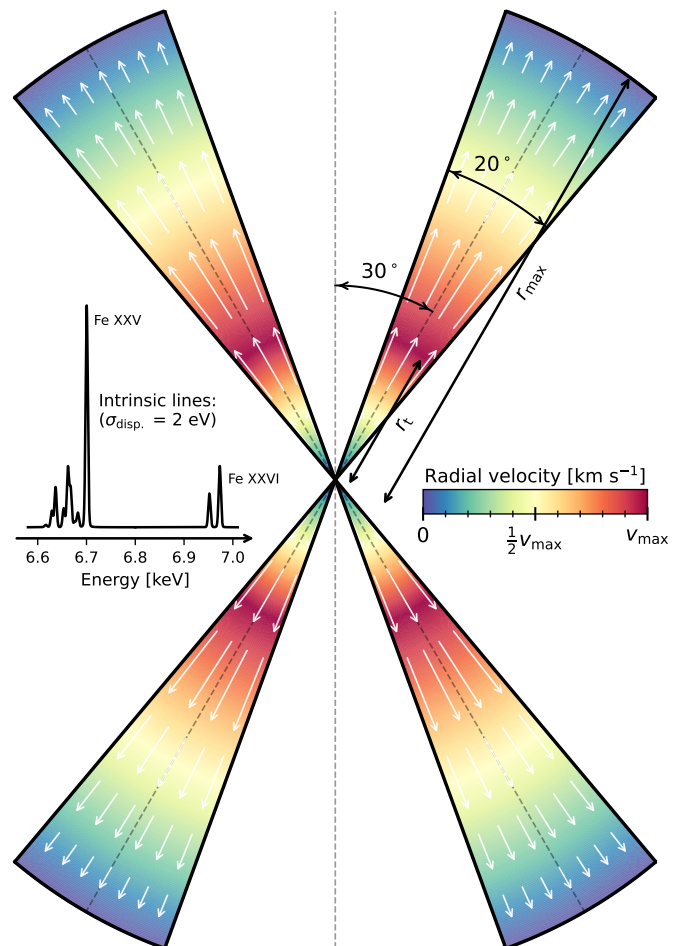 20°
30°
r_max
Fe XXV
Intrinsic lines:
(σ_disp. = 2 eV)
r_t
Fe XXVI
Radial velocity [km s⁻¹]
0
½v_max
v_max
6.6 6.7 6.8 6.9 7.0
Energy [keV]